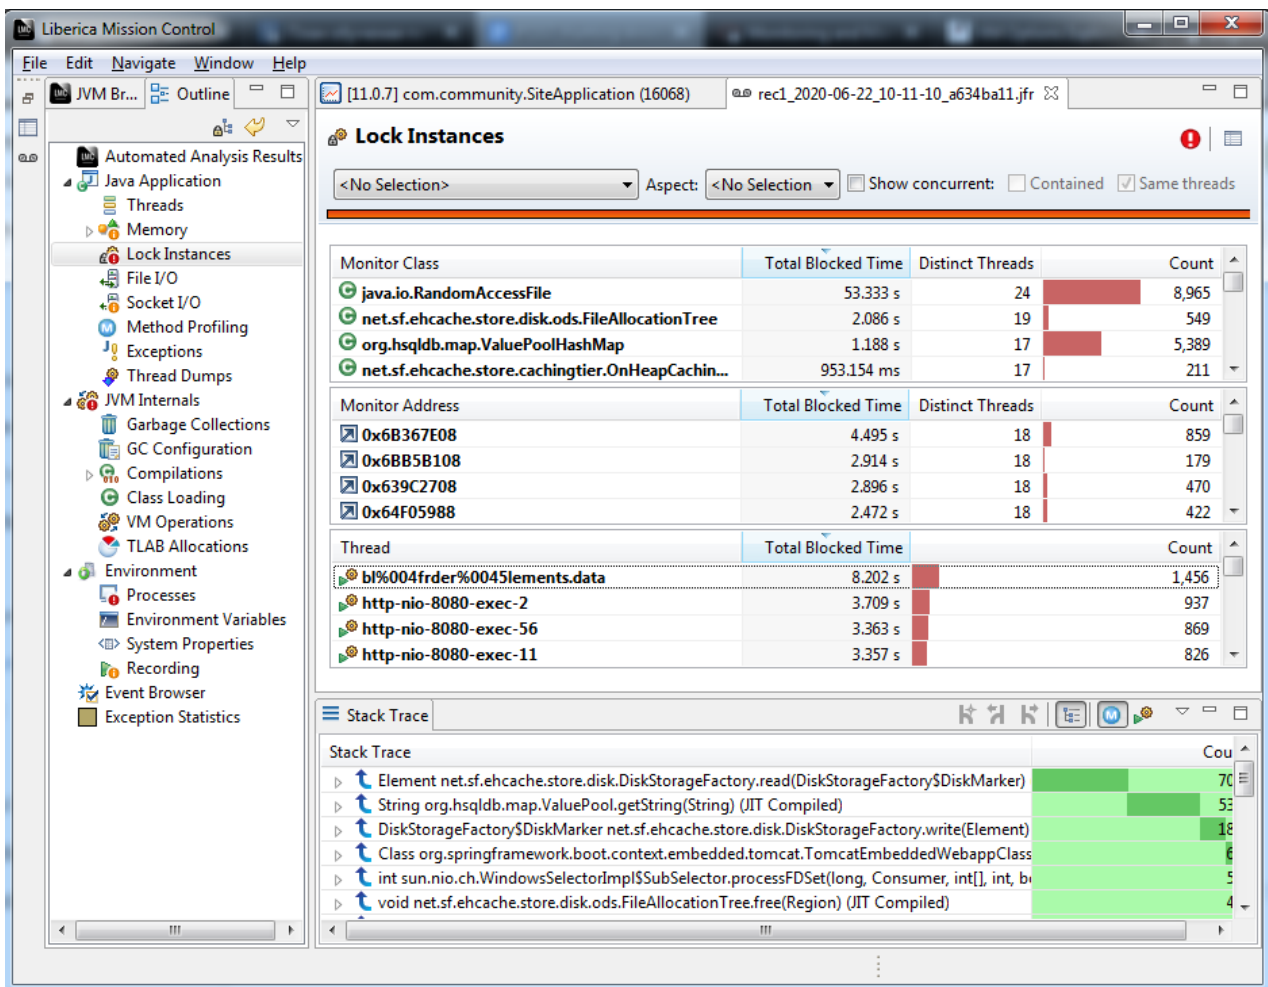 Liberica Mission Control
File Edit Navigate Window Help
JVM Br... Outline
[11.0.7] com.community.SiteApplication (16068)
rec1_2020-06-22_10-11-10_a634ba11.jfr
Automated Analysis Results
Java Application
Threads
Memory
Lock Instances
File I/O
Socket I/O
Method Profiling
Exceptions
Thread Dumps
JVM Internals
Garbage Collections
GC Configuration
Compilations
Class Loading
VM Operations
TLAB Allocations
Environment
Processes
Environment Variables
System Properties
Recording
Event Browser
Exception Statistics
Lock Instances
<No Selection> Aspect: <No Selection Show concurrent: Contained Same threads
Monitor Class Total Blocked Time Distinct Threads Count
java.io.RandomAccessFile 53.333 s 24 8,965
net.sf.ehcache.store.disk.ods.FileAllocationTree 2.086 s 19 549
org.hsqldb.map.ValuePoolHashMap 1.188 s 17 5,389
net.sf.ehcache.store.cachingtier.OnHeapCachin... 953.154 ms 17 211
Monitor Address Total Blocked Time Distinct Threads Count
0x6B367E08 4.495 s 18 859
0x6BB5B108 2.914 s 18 179
0x639C2708 2.896 s 18 470
0x64F05988 2.472 s 18 422
Thread Total Blocked Time Count
bl%004frder%0045lements.data 8.202 s 1,456
http-nio-8080-exec-2 3.709 s 937
http-nio-8080-exec-56 3.363 s 869
http-nio-8080-exec-11 3.357 s 826
Stack Trace
Stack Trace Cou
Element net.sf.ehcache.store.disk.DiskStorageFactory.read(DiskStorageFactory$DiskMarker) 70
String org.hsqldb.map.ValuePool.getString(String) (JIT Compiled) 53
DiskStorageFactory$DiskMarker net.sf.ehcache.store.disk.DiskStorageFactory.write(Element) 18
Class org.springframework.boot.context.embedded.tomcat.TomcatEmbeddedWebappClass 6
int sun.nio.ch.WindowsSelectorImpl$SubSelector.processFDSet(long, Consumer, int[], int, bo 5
void net.sf.ehcache.store.disk.ods.FileAllocationTree.free(Region) (JIT Compiled) 4